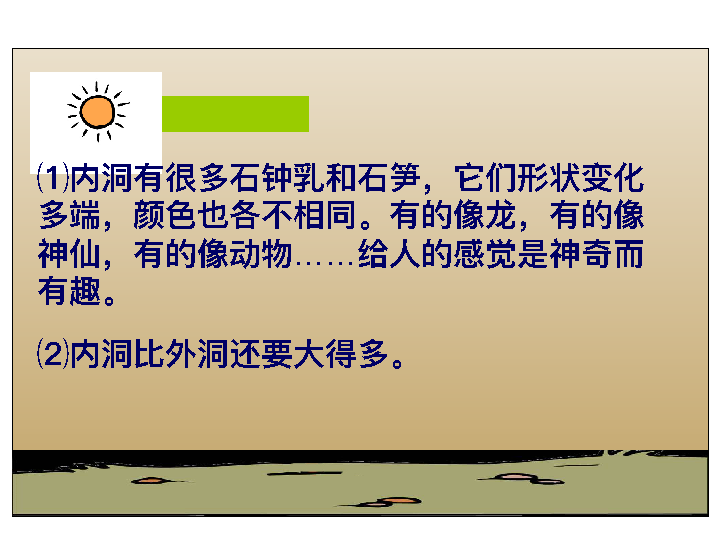 ⑴内洞有很多石钟乳和石笋，它们形状变化
多端，颜色也各不相同。有的像龙，有的像
神仙，有的像动物……给人的感觉是神奇而
有趣。
⑵内洞比外洞还要大得多。